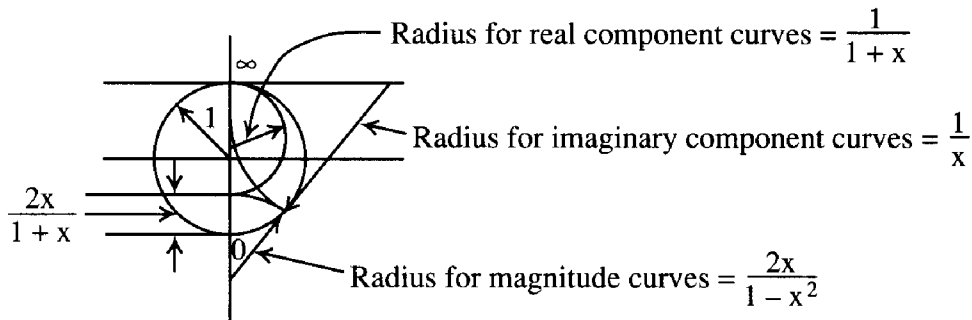 Radius for real component curves = 1/(1 + x)
∞
1
Radius for imaginary component curves = 1/x
2x/(1 + x)
0
Radius for magnitude curves = 2x/(1 − x²)